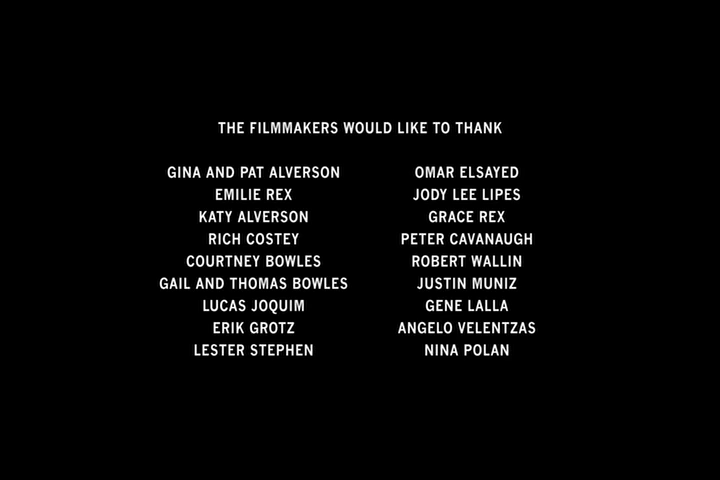 THE FILMMAKERS WOULD LIKE TO THANK
GINA AND PAT ALVERSON
EMILIE REX
KATY ALVERSON
RICH COSTEY
COURTNEY BOWLES
GAIL AND THOMAS BOWLES
LUCAS JOQUIM
ERIK GROTZ
LESTER STEPHEN
OMAR ELSAYED
JODY LEE LIPES
GRACE REX
PETER CAVANAUGH
ROBERT WALLIN
JUSTIN MUNIZ
GENE LALLA
ANGELO VELENTZAS
NINA POLAN